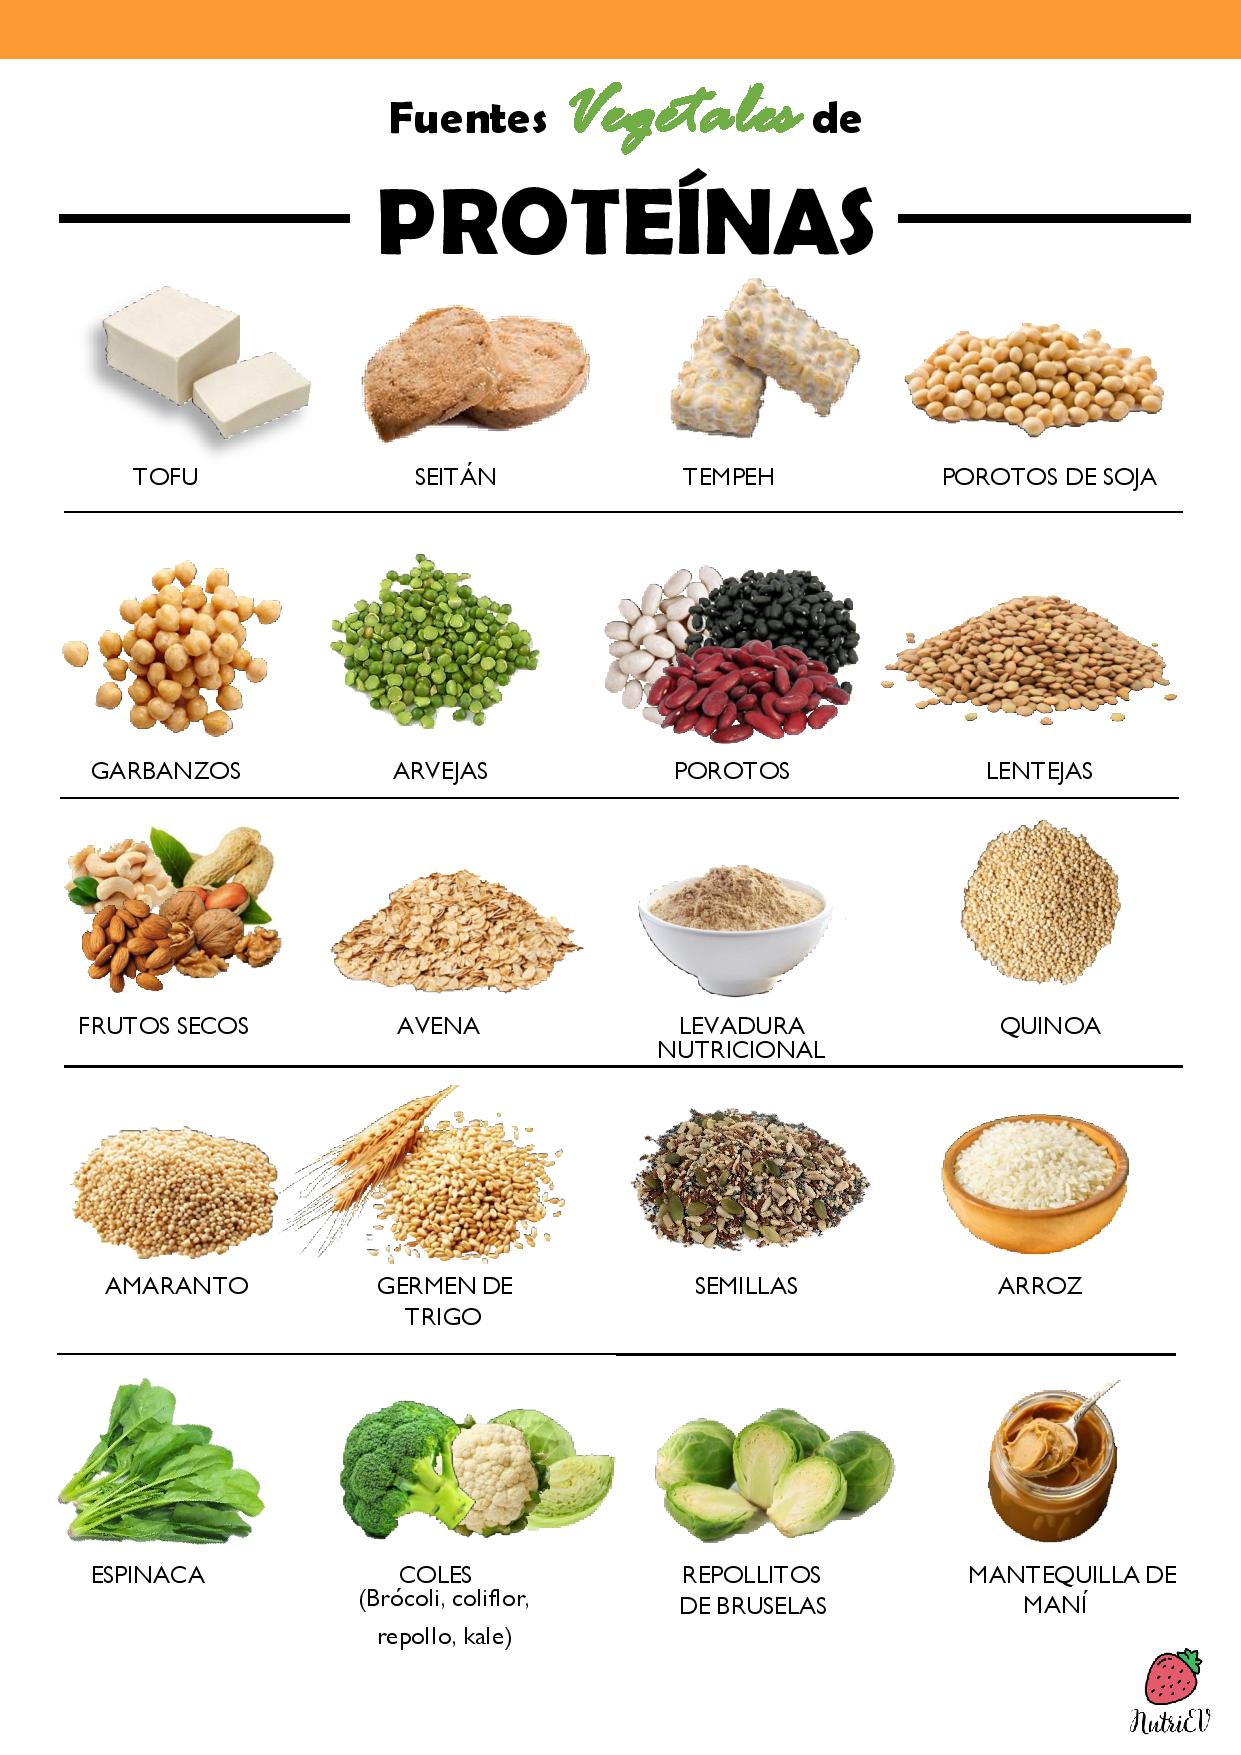 Fuentes Vegetales de
PROTEÍNAS
TOFU
SEITÁN
TEMPEH
POROTOS DE SOJA
GARBANZOS
ARVEJAS
POROTOS
LENTEJAS
FRUTOS SECOS
AVENA
LEVADURA
NUTRICIONAL
QUINOA
AMARANTO
GERMEN DE
TRIGO
SEMILLAS
ARROZ
ESPINACA
COLES
(Brócoli, coliflor,
repollo, kale)
REPOLLITOS
DE BRUSELAS
MANTEQUILLA DE
MANÍ
NutriEV